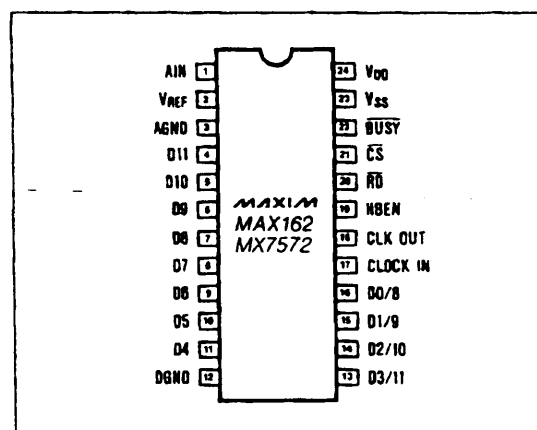 AIN 1 24 VDD
VREF 2 23 VSS
AGND 3 22 BUSY
D11 4 21 CS
D10 5 20 RD
D9 6 19 HBEN
D8 7 18 CLK OUT
D7 8 17 CLOCK IN
D6 9 16 D0/8
D5 10 15 D1/9
D4 11 14 D2/10
DGND 12 13 D3/11
MAXIM
MAX162
MX7572